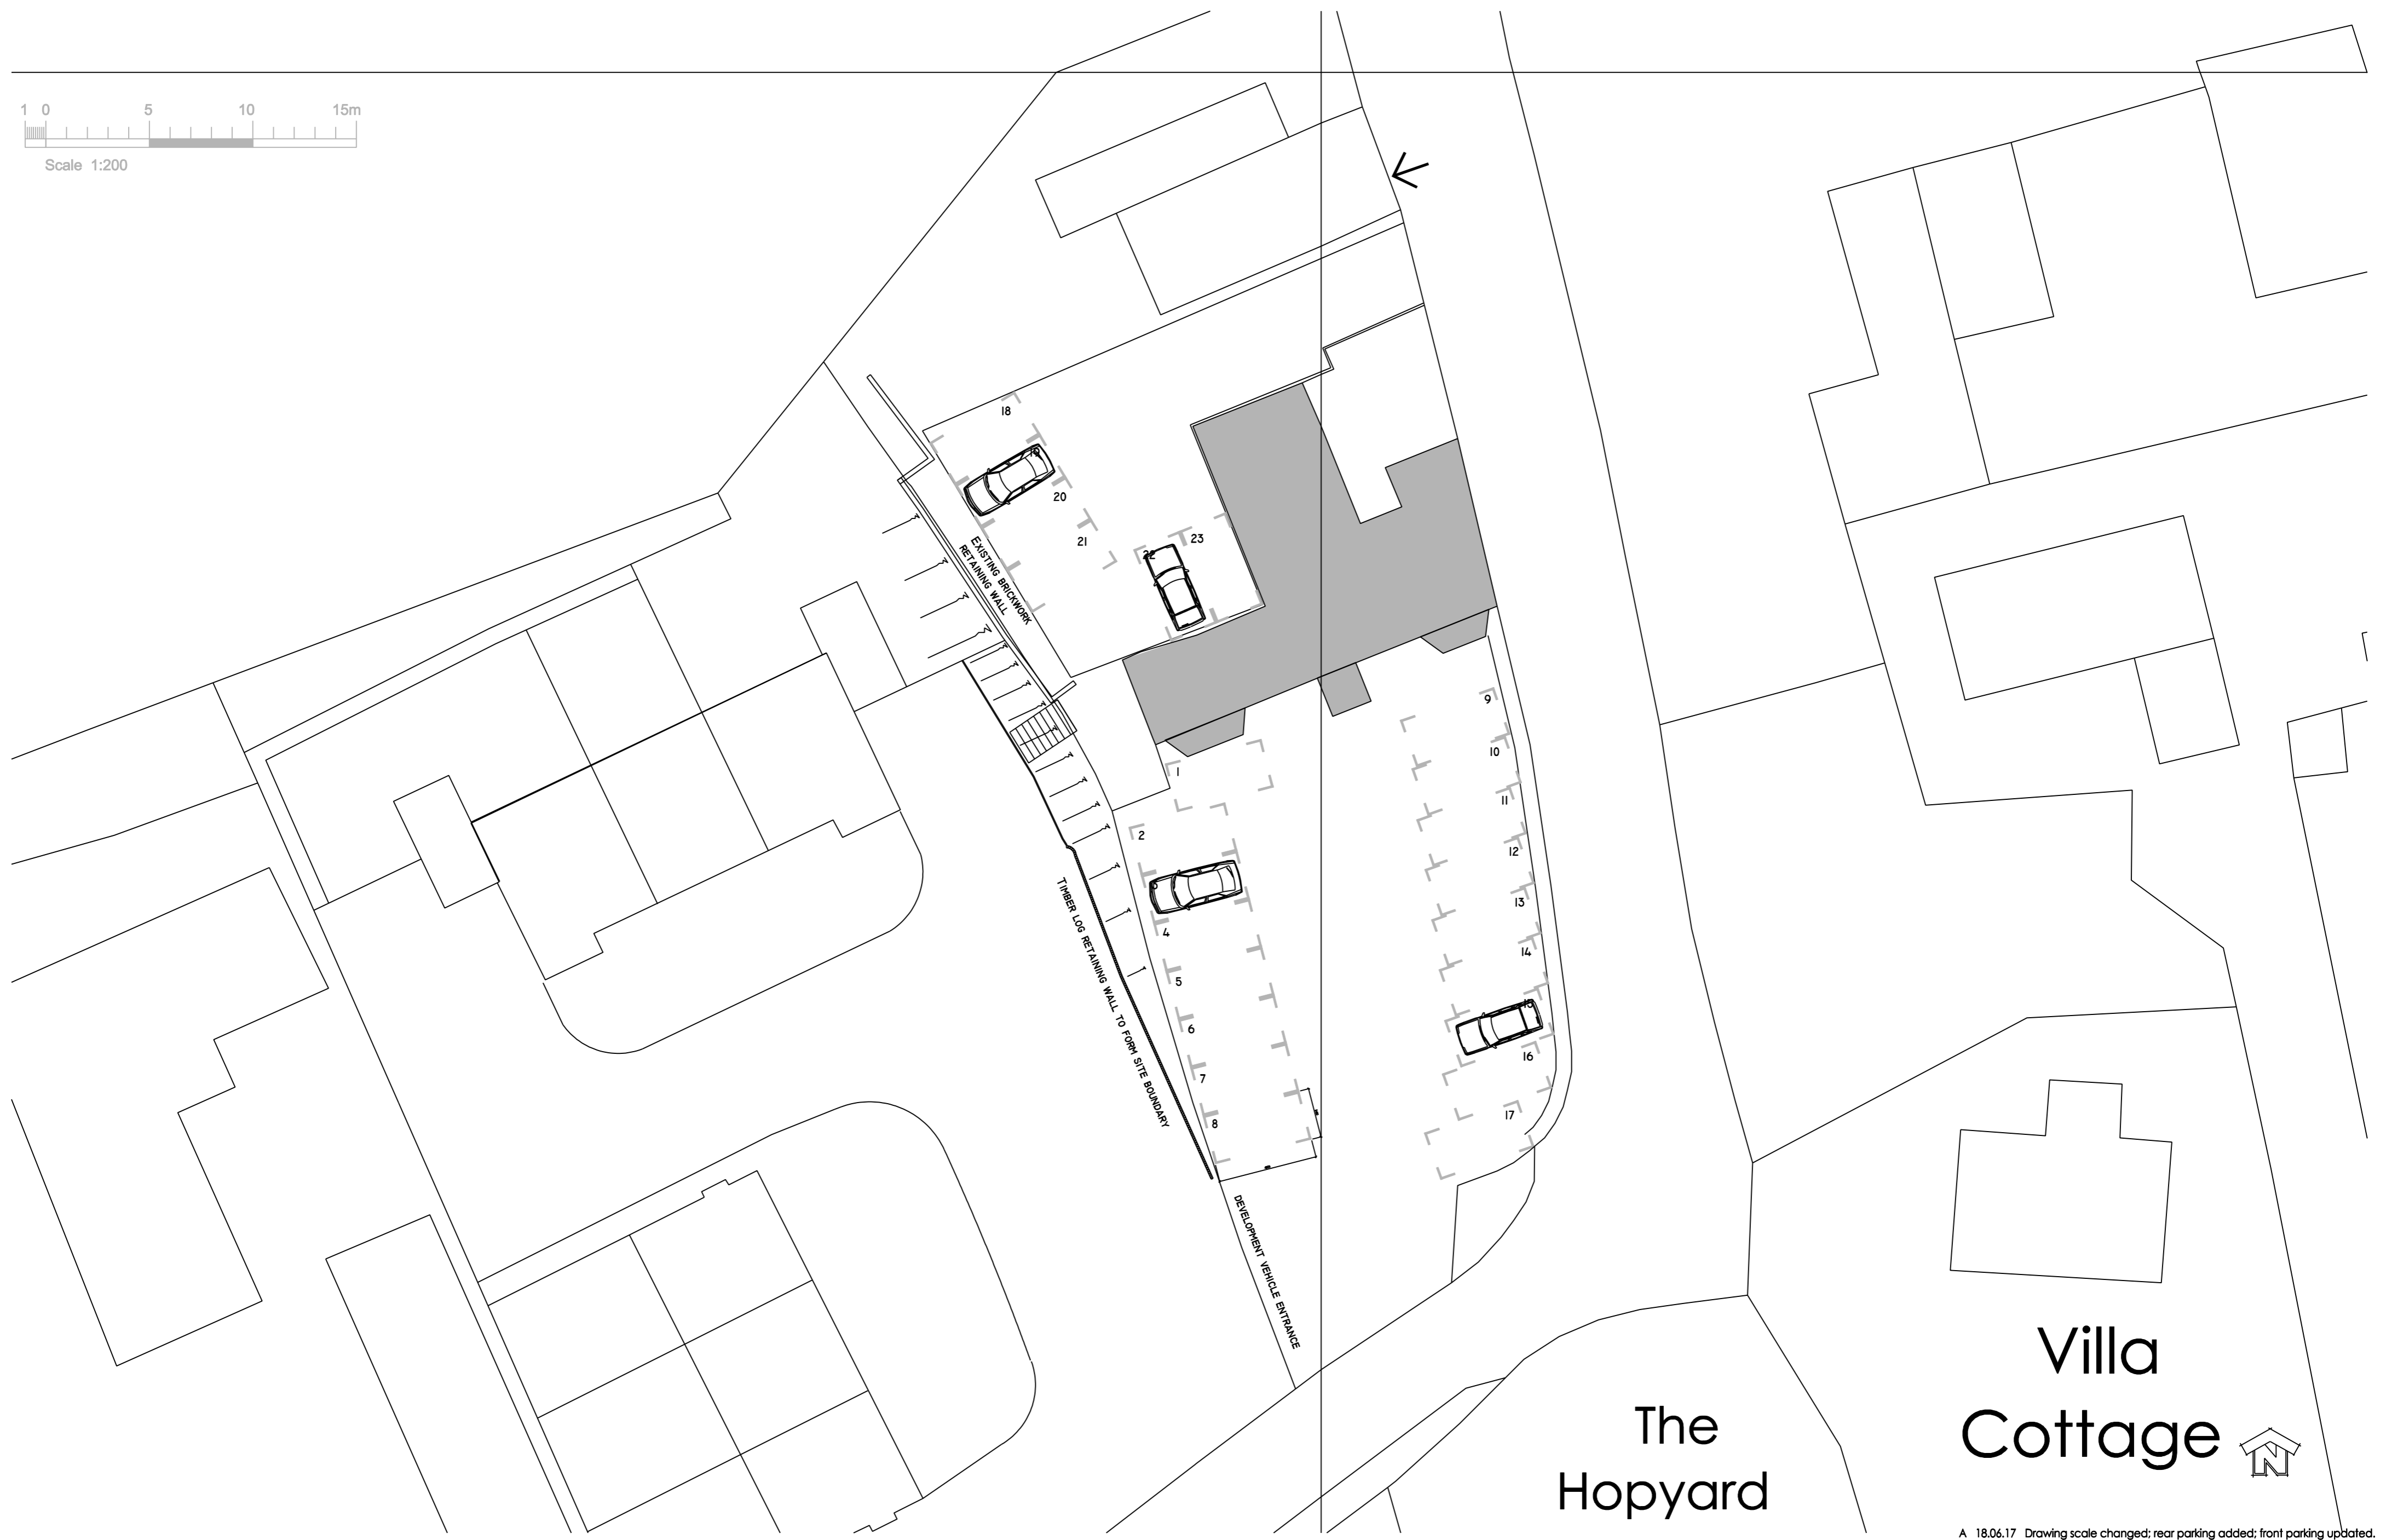 1 0 5 10 15m
Scale 1:200
18
19
20
21
22
23
EXISTING BRICKWORK
RETAINING WALL
1
2
4
5
6
7
8
9
10
11
12
13
14
15
16
17
TIMBER LOG RETAINING WALL TO FORM SITE BOUNDARY
DEVELOPMENT VEHICLE ENTRANCE
The
Hopyard
Villa
Cottage
N
A 18.06.17 Drawing scale changed; rear parking added; front parking updated.